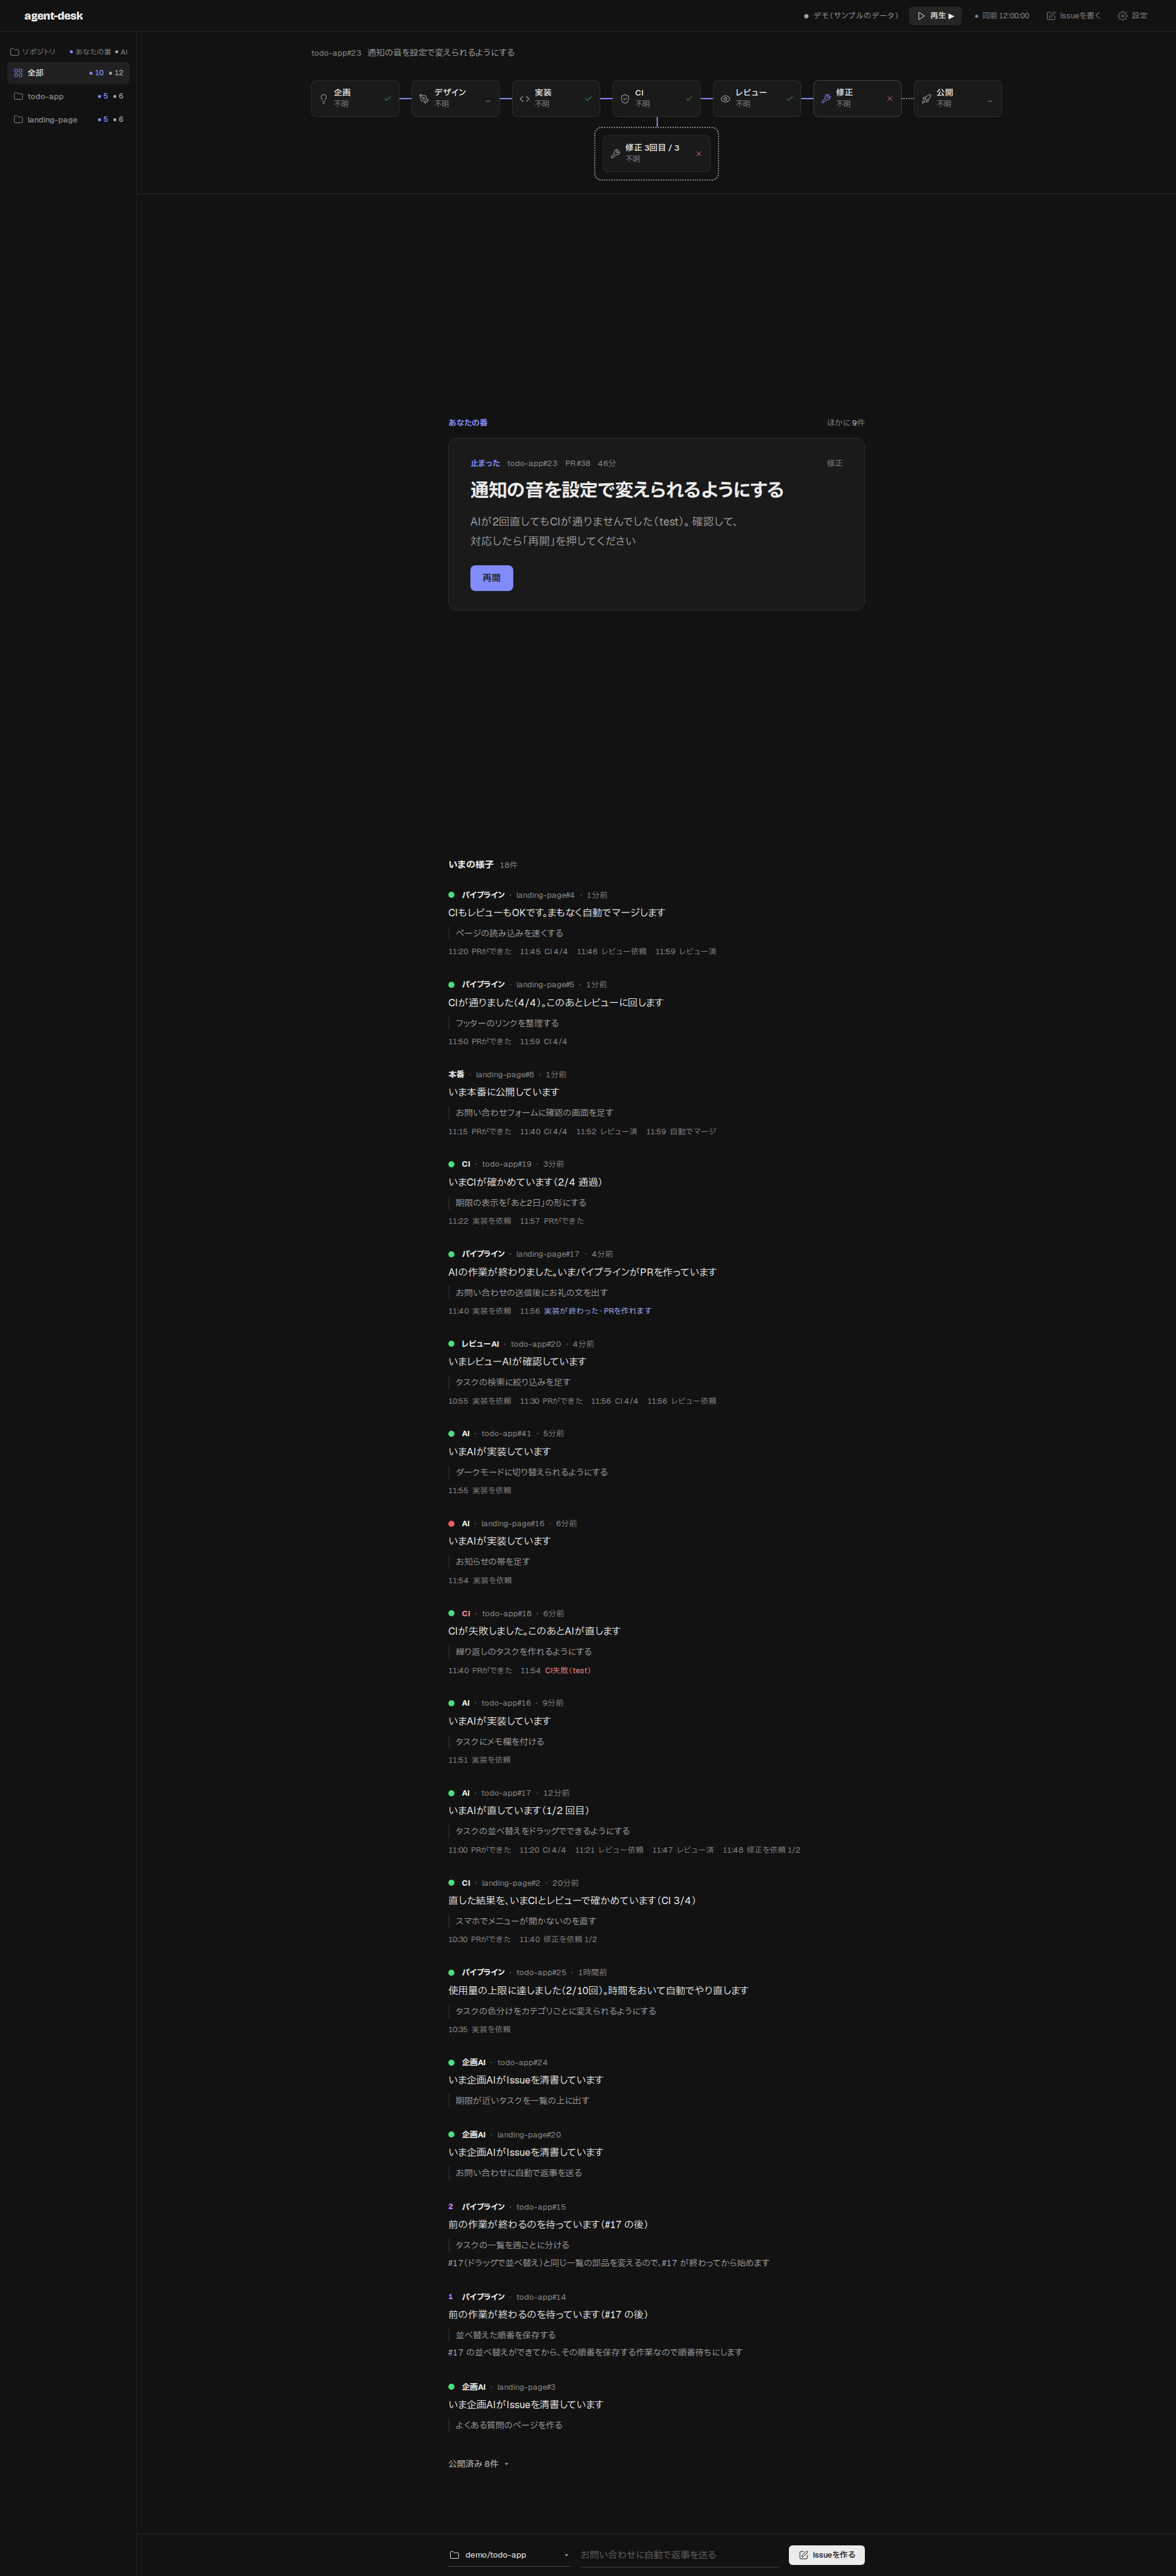 agent-desk
デモ(サンプルのデータ)
再生 ▶
同期 12:00:00
Issueを書く
設定
リポジトリ
あなたの番
AI
全部 10 12
todo-app 5 6
landing-page 5 6
todo-app#23 通知の音を設定で変えられるようにする
企画
不明
デザイン
不明
実装
不明
CI
不明
レビュー
不明
修正
不明
公開
不明
修正 3回目 / 3
不明
あなたの番
ほかに 9件
止まった todo-app#23 PR #38 46分
修正
通知の音を設定で変えられるようにする
AIが2回直してもCIが通りませんでした(test)。確認して、
対応したら「再開」を押してください
再開
いまの様子 18件
パイプライン · landing-page#4 · 1分前
CIもレビューもOKです。まもなく自動でマージします
ページの読み込みを速くする
11:20 PRができた 11:45 CI 4/4 11:46 レビュー依頼 11:59 レビュー済
パイプライン · landing-page#5 · 1分前
CIが通りました(4/4)。このあとレビューに回します
フッターのリンクを整理する
11:50 PRができた 11:59 CI 4/4
本番 · landing-page#8 · 1分前
いま本番に公開しています
お問い合わせフォームに確認の画面を足す
11:15 PRができた 11:40 CI 4/4 11:52 レビュー済 11:59 自動でマージ
CI · todo-app#19 · 3分前
いまCIが確かめています(2/4 通過)
期限の表示を「あと2日」の形にする
11:22 実装を依頼 11:57 PRができた
パイプライン · landing-page#17 · 4分前
AIの作業が終わりました。いまパイプラインがPRを作っています
お問い合わせの送信後にお礼の文を出す
11:40 実装を依頼 11:56 実装が終わった·PRを作れます
レビューAI · todo-app#20 · 4分前
いまレビューAIが確認しています
タスクの検索に絞り込みを足す
10:55 実装を依頼 11:30 PRができた 11:56 CI 4/4 11:56 レビュー依頼
AI · todo-app#41 · 5分前
いまAIが実装しています
ダークモードに切り替えられるようにする
11:55 実装を依頼
AI · landing-page#16 · 6分前
いまAIが実装しています
お知らせの帯を足す
11:54 実装を依頼
CI · todo-app#18 · 6分前
CIが失敗しました。このあとAIが直します
繰り返しのタスクを作れるようにする
11:40 PRができた 11:54 CI失敗(test)
AI · todo-app#16 · 9分前
いまAIが実装しています
タスクにメモ欄を付ける
11:51 実装を依頼
AI · todo-app#17 · 12分前
いまAIが直しています(1/2 回目)
タスクの並べ替えをドラッグでできるようにする
11:00 PRができた 11:20 CI 4/4 11:21 レビュー依頼 11:47 レビュー済 11:48 修正を依頼 1/2
CI · landing-page#2 · 20分前
直した結果を、いまCIとレビューで確かめています(CI 3/4)
スマホでメニューが開かないのを直す
10:30 PRができた 11:40 修正を依頼 1/2
パイプライン · todo-app#25 · 1時間前
使用量の上限に達しました(2/10回)。時間をおいて自動でやり直します
タスクの色分けをカテゴリごとに変えられるようにする
10:35 実装を依頼
企画AI · todo-app#24
いま企画AIがIssueを清書しています
期限が近いタスクを一覧の上に出す
企画AI · landing-page#20
いま企画AIがIssueを清書しています
お問い合わせに自動で返事を送る
2 パイプライン · todo-app#15
前の作業が終わるのを待っています(#17 の後)
タスクの一覧を週ごとに分ける
#17(ドラッグで並べ替え)と同じ一覧の部品を変えるので、#17 が終わってから始めます
1 パイプライン · todo-app#14
前の作業が終わるのを待っています(#17 の後)
並べ替えた順番を保存する
#17 の並べ替えができてから、その順番を保存する作業なので順番待ちにします
企画AI · landing-page#3
いま企画AIがIssueを清書しています
よくある質問のページを作る
公開済み 8件
demo/todo-app
お問い合わせに自動で返事を送る
Issueを作る